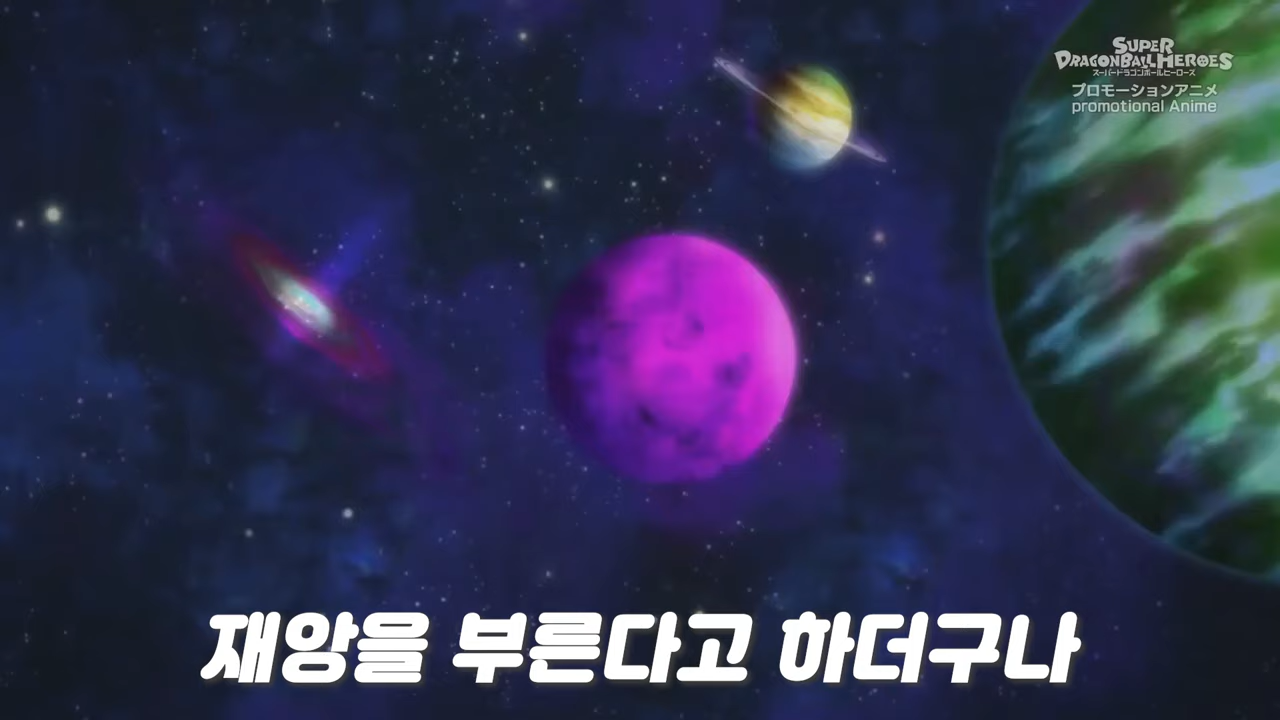 SUPER
DRAGONBALL HEROES
スーパードラゴンボールヒーローズ
プロモーションアニメ
promotional Anime
재앙을 부른다고 하더구나